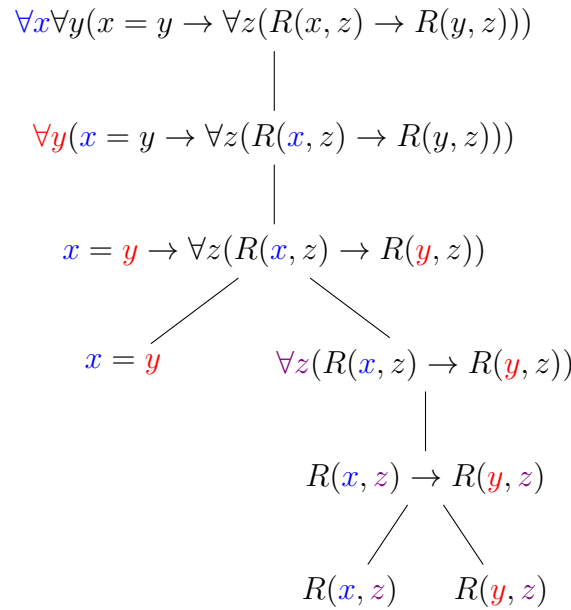 ∀x∀y(x = y → ∀z(R(x, z) → R(y, z)))
∀y(x = y → ∀z(R(x, z) → R(y, z)))
x = y → ∀z(R(x, z) → R(y, z))
x = y
∀z(R(x, z) → R(y, z))
R(x, z) → R(y, z)
R(x, z)
R(y, z)